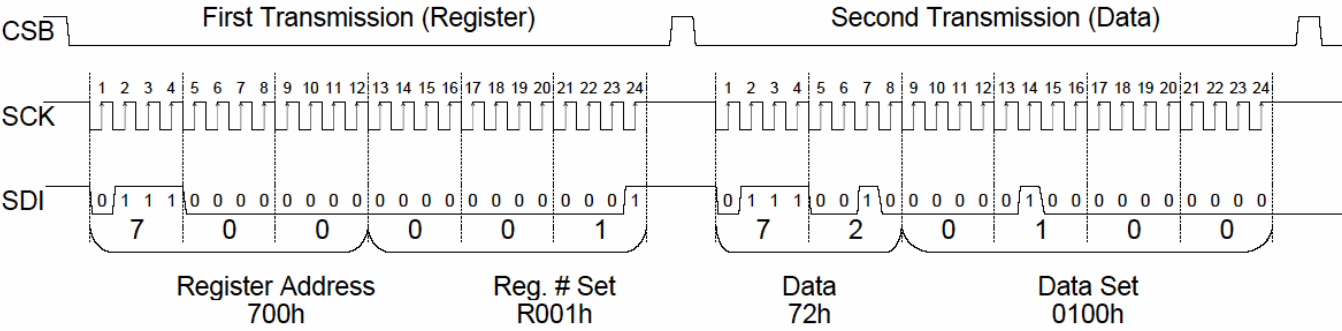 First Transmission (Register) Second Transmission (Data)
CSB
1 2 3 4 5 6 7 8 9 10 11 12 13 14 15 16 17 18 19 20 21 22 23 24 1 2 3 4 5 6 7 8 9 10 11 12 13 14 15 16 17 18 19 20 21 22 23 24
SCK
SDI 0 1 1 1 0 0 0 0 0 0 0 0 0 0 0 0 0 0 0 0 0 0 0 1 0 1 1 1 0 0 1 0 0 0 0 0 0 1 0 0 0 0 0 0 0 0 0 0
7 0 0 0 0 1 7 2 0 1 0 0
Register Address Reg. # Set Data Data Set
700h R001h 72h 0100h